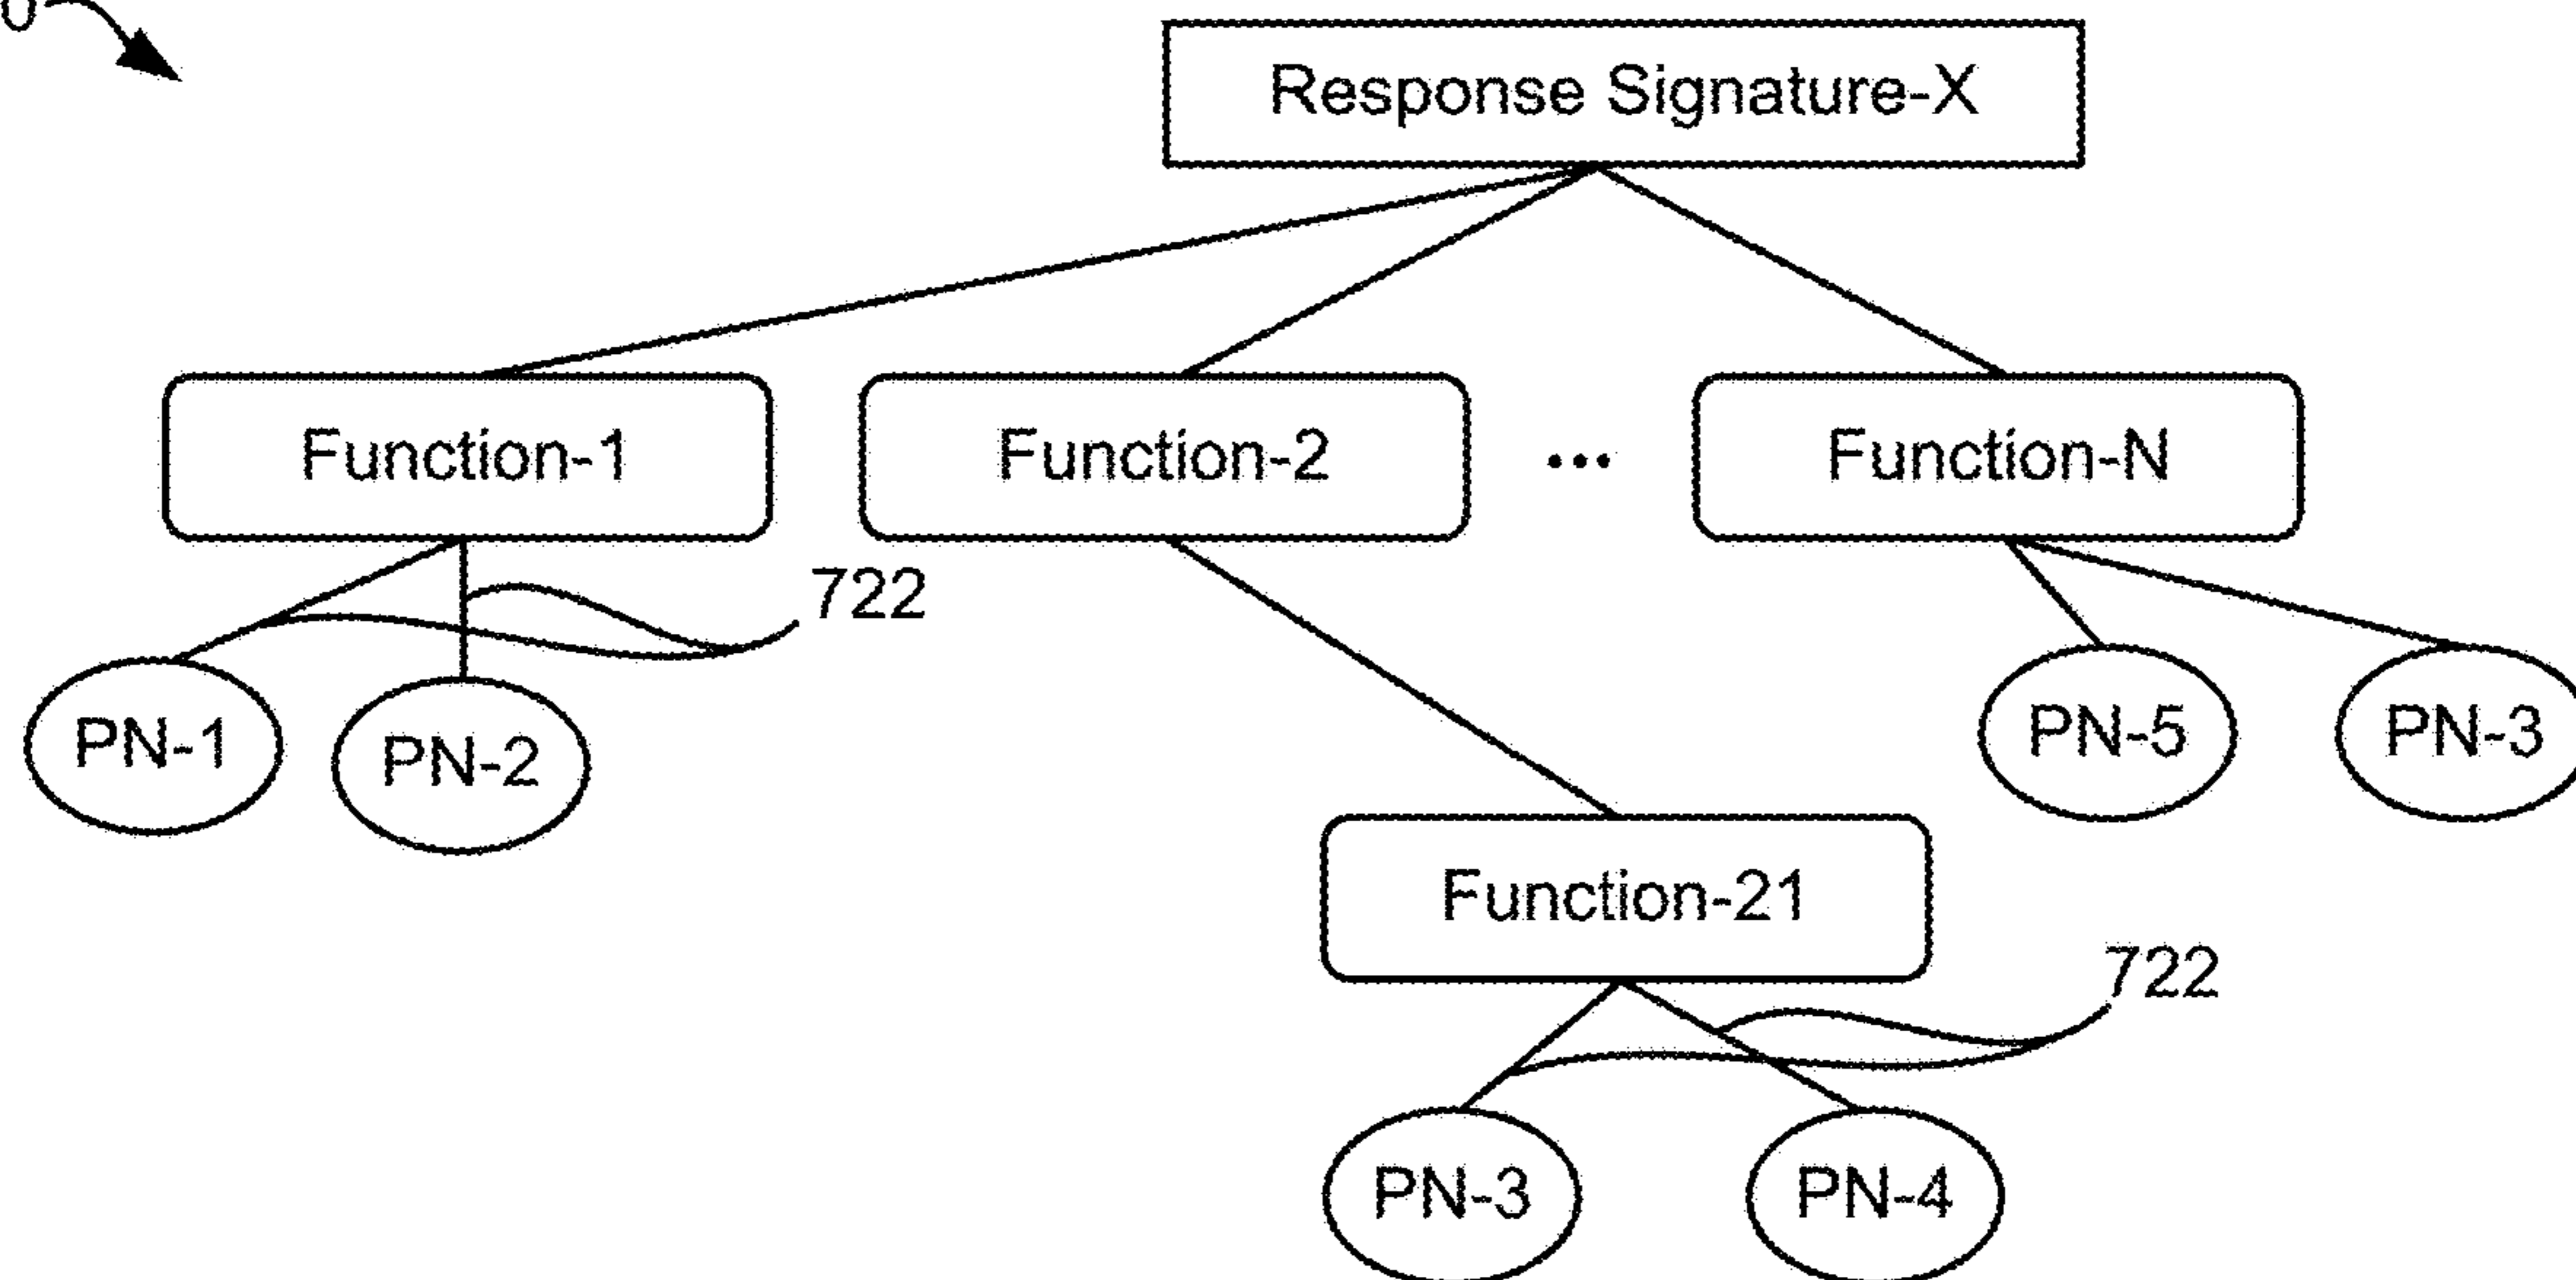 Response Signature-X
Function-1
Function-2
...
Function-N
722
PN-1
PN-2
PN-5
PN-3
Function-21
722
PN-3
PN-4